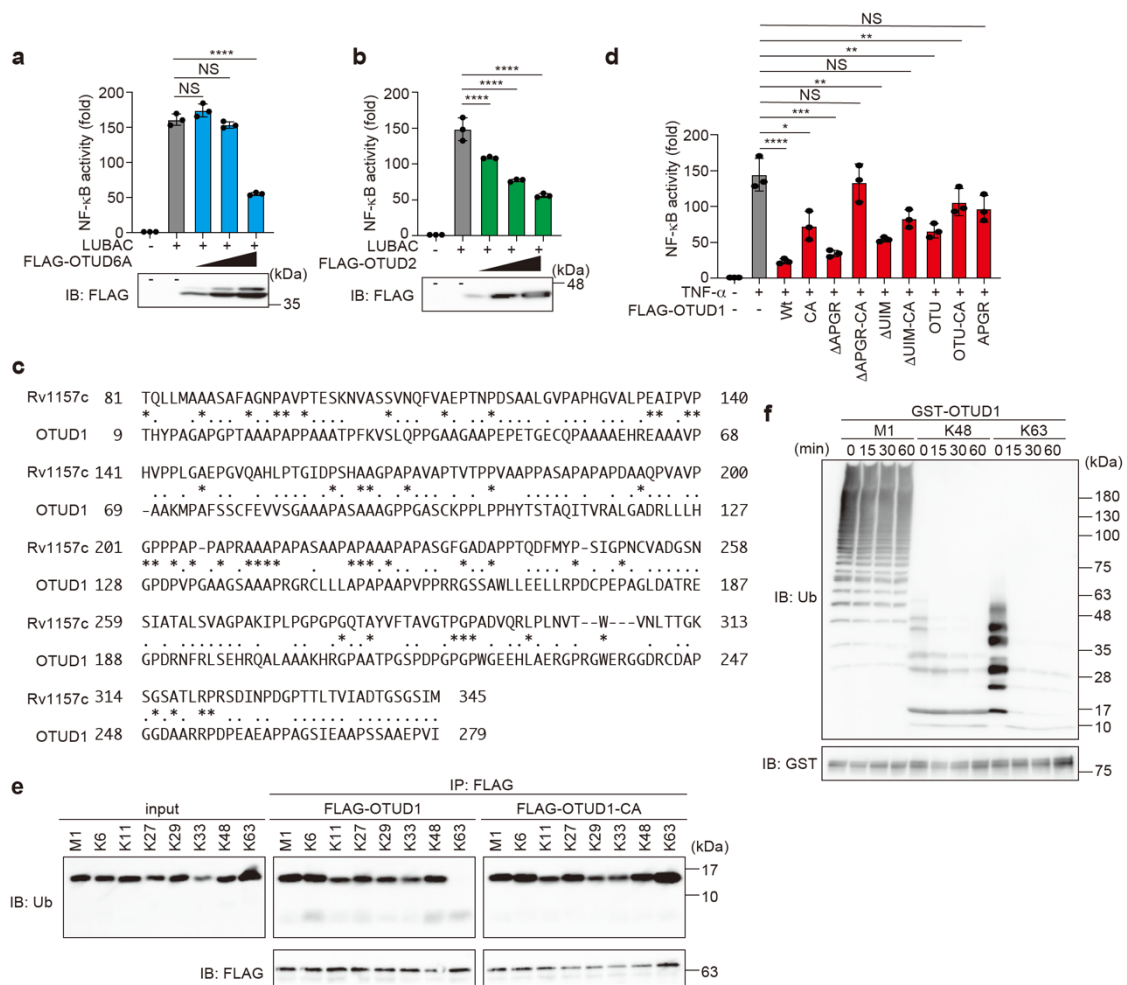 a
****
NS
NS
NF-κB activity (fold)
200
150
100
50
0
LUBAC - + + + +
FLAG-OTUD6A
- -
(kDa)
IB: FLAG
35
b
****
****
****
NF-κB activity (fold)
200
150
100
50
0
LUBAC - + + + +
FLAG-OTUD2
- -
(kDa)
48
IB: FLAG
d
NS
**
**
NS
**
NS
***
*
****
NF-κB activity (fold)
200
150
100
50
0
TNF-α - + + + + + + + + + +
FLAG-OTUD1 - - Wt CA ΔAPGR ΔAPGR-CA ΔUIM ΔUIM-CA OTU OTU-CA APGR
c
Rv1157c 81 TQLLMAAASAFAGNPAVPTESKNVASSVNQFVAEPTNPDSAALGVPAPHGVALPEAIPVP 140
OTUD1 9 THYPAGAPGPTAAAPAPPAAATPFKVSLQPPGAAGAAPEPETGECQPAAAAEHREAAAVP 68
Rv1157c 141 HVPPLGAEPGVQAHLPTGIDPSHAAGPAPAVAPTVTPPVAAPPASAPAPAPDAAQPVAVP 200
OTUD1 69 -AAKMPAFSSCFEVVSGAAAPASAAAGPPGASCKPPLPPHYTSTAQITVRALGADRLLLH 127
Rv1157c 201 GPPPAP-PAPRAAAPAPASAAPAPAAAPAPASGFGADAPPTQDFMYP-SIGPNCVADGSN 258
OTUD1 128 GPDPVPGAAGSAAAPRGRCLLLAPAPAAPVPPRRGSSAWLLEELLRPDCPEPAGLDATRE 187
Rv1157c 259 SIATALSVAGPAKIPLPGPGPGQTAYVFTAVGTPGPADVQRLPLNVT--W---VNLTTGK 313
OTUD1 188 GPDRNFRLSEHRQALAAAKHRGPAATPGSPDPGPGPWGEEHLAERGPRGWERGGDRCDAP 247
Rv1157c 314 SGSATLRPRSDINPDGPTTLTVIADTGSGSIM 345
OTUD1 248 GGDAARRPDPEAEAPPAGSIEAAPSSAAEPVI 279
f
GST-OTUD1
M1 K48 K63
(min) 0 15 30 60 0 15 30 60 0 15 30 60
(kDa)
180
130
100
75
63
48
35
28
17
10
IB: Ub
IB: GST
75
e
IP: FLAG
input FLAG-OTUD1 FLAG-OTUD1-CA
M1 K6 K11 K27 K29 K33 K48 K63 M1 K6 K11 K27 K29 K33 K48 K63 M1 K6 K11 K27 K29 K33 K48 K63
(kDa)
17
10
IB: Ub
IB: FLAG
63